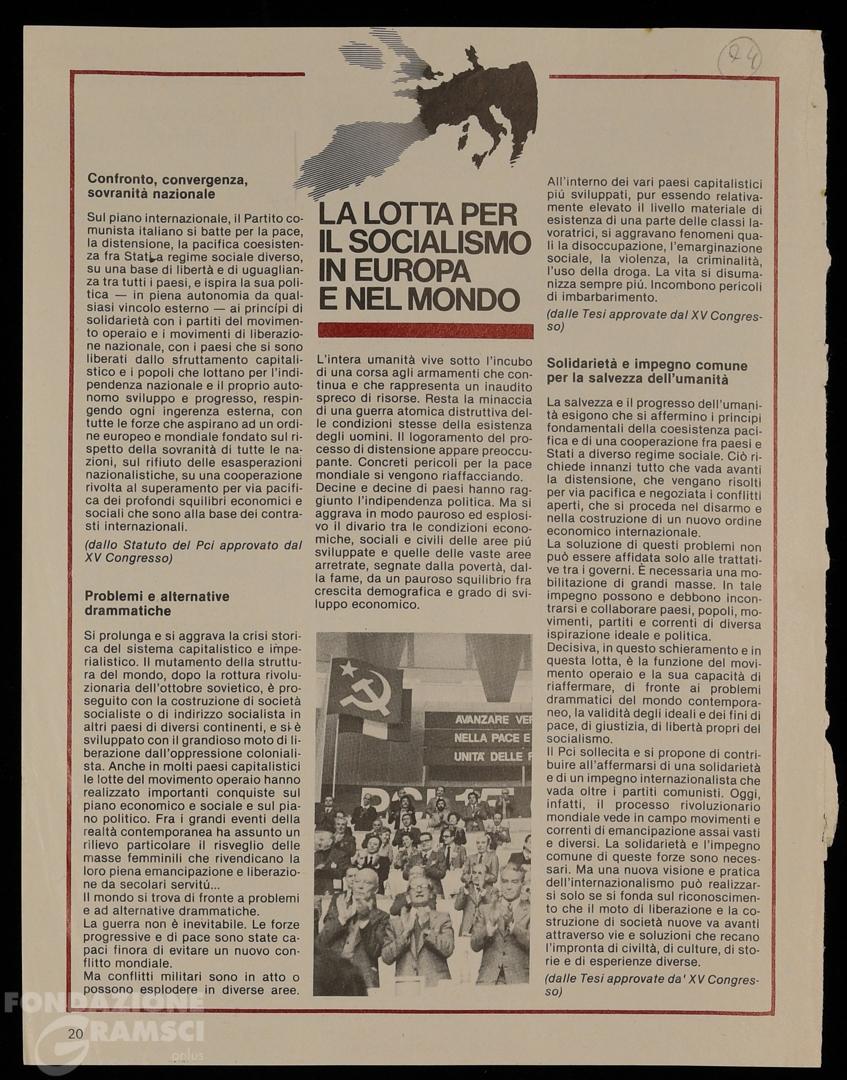 24
LA LOTTA PER
IL SOCIALISMO
IN EUROPA
E NEL MONDO
Confronto, convergenza,
sovranità nazionale
Sul piano internazionale, il Partito co-
munista italiano si batte per la pace,
la distensione, la pacifica coesisten-
za fra Stati a regime sociale diverso,
su una base di libertà e di uguaglian-
za tra tutti i paesi, e ispira la sua poli-
tica — in piena autonomia da qual-
siasi vincolo esterno — ai princípi di
solidarietà con i partiti del movimen-
to operaio e i movimenti di liberazio-
ne nazionale, con i paesi che si sono
liberati dallo sfruttamento capitali-
stico e i popoli che lottano per l'indi-
pendenza nazionale e il proprio auto-
nomo sviluppo e progresso, respin-
gendo ogni ingerenza esterna, con
tutte le forze che aspirano ad un ordi-
ne europeo e mondiale fondato sul ri-
spetto della sovranità di tutte le na-
zioni, sul rifiuto delle esasperazioni
nazionalistiche, su una cooperazione
rivolta al superamento per via pacifi-
ca dei profondi squilibri economici e
sociali che sono alla base dei contra-
sti internazionali.
(dallo Statuto del Pci approvato dal
XV Congresso)
Problemi e alternative
drammatiche
Si prolunga e si aggrava la crisi stori-
ca del sistema capitalistico e impe-
rialistico. Il mutamento della struttu-
ra del mondo, dopo la rottura rivolu-
zionaria dell'ottobre sovietico, è pro-
seguito con la costruzione di società
socialiste o di indirizzo socialista in
altri paesi di diversi continenti, e si è
sviluppato con il grandioso moto di li-
berazione dall'oppressione coloniali-
sta. Anche in molti paesi capitalistici
le lotte del movimento operaio hanno
realizzato importanti conquiste sul
piano economico e sociale e sul pia-
no politico. Fra i grandi eventi della
realtà contemporanea ha assunto un
rilievo particolare il risveglio delle
masse femminili che rivendicano la
loro piena emancipazione e liberazio-
ne da secolari servitú...
Il mondo si trova di fronte a problemi
e ad alternative drammatiche.
La guerra non è inevitabile. Le forze
progressive e di pace sono state ca-
paci finora di evitare un nuovo con-
flitto mondiale.
Ma conflitti militari sono in atto o
possono esplodere in diverse aree.
L'intera umanità vive sotto l'incubo
di una corsa agli armamenti che con-
tinua e che rappresenta un inaudito
spreco di risorse. Resta la minaccia
di una guerra atomica distruttiva del-
le condizioni stesse della esistenza
degli uomini. Il logoramento del pro-
cesso di distensione appare preoccu-
pante. Concreti pericoli per la pace
mondiale si vengono riaffacciando.
Decine e decine di paesi hanno rag-
giunto l'indipendenza politica. Ma si
aggrava in modo pauroso ed esplosi-
vo il divario tra le condizioni econo-
miche, sociali e civili delle aree piú
sviluppate e quelle delle vaste aree
arretrate, segnate dalla povertà, dal-
la fame, da un pauroso squilibrio fra
crescita demografica e grado di svi-
luppo economico.
AVANZARE VE
NELLA PACE E
UNITA' DELLE
PCI 15
All'interno dei vari paesi capitalistici
piú sviluppati, pur essendo relativa-
mente elevato il livello materiale di
esistenza di una parte delle classi la-
voratrici, si aggravano fenomeni qua-
li la disoccupazione, l'emarginazione
sociale, la violenza, la criminalità,
l'uso della droga. La vita si disuma-
nizza sempre piú. Incombono pericoli
di imbarbarimento.
(dalle Tesi approvate dal XV Congres-
so)
Solidarietà e impegno comune
per la salvezza dell'umanità
La salvezza e il progresso dell'umani-
tà esigono che si affermino i princípi
fondamentali della coesistenza paci-
fica e di una cooperazione fra paesi e
Stati a diverso regime sociale. Ciò ri-
chiede innanzi tutto che vada avanti
la distensione, che vengano risolti
per via pacifica e negoziata i conflitti
aperti, che si proceda nel disarmo e
nella costruzione di un nuovo ordine
economico internazionale.
La soluzione di questi problemi non
può essere affidata solo alle trattati-
ve tra i governi. È necessaria una mo-
bilitazione di grandi masse. In tale
impegno possono e debbono incon-
trarsi e collaborare paesi, popoli, mo-
vimenti, partiti e correnti di diversa
ispirazione ideale e politica.
Decisiva, in questo schieramento e in
questa lotta, è la funzione del movi-
mento operaio e la sua capacità di
riaffermare, di fronte ai problemi
drammatici del mondo contempora-
neo, la validità degli ideali e dei fini di
pace, di giustizia, di libertà propri del
socialismo.
Il Pci sollecita e si propone di contri-
buire all'affermarsi di una solidarietà
e di un impegno internazionalista che
vada oltre i partiti comunisti. Oggi,
infatti, il processo rivoluzionario
mondiale vede in campo movimenti e
correnti di emancipazione assai vasti
e diversi. La solidarietà e l'impegno
comune di queste forze sono neces-
sari. Ma una nuova visione e pratica
dell'internazionalismo può realizzar-
si solo se si fonda sul riconoscimen-
to che il moto di liberazione e la co-
struzione di società nuove va avanti
attraverso vie e soluzioni che recano
l'impronta di civiltà, di culture, di sto-
rie e di esperienze diverse.
(dalle Tesi approvate da' XV Congres-
so)
20
FONDAZIONE
GRAMSCI
onlus